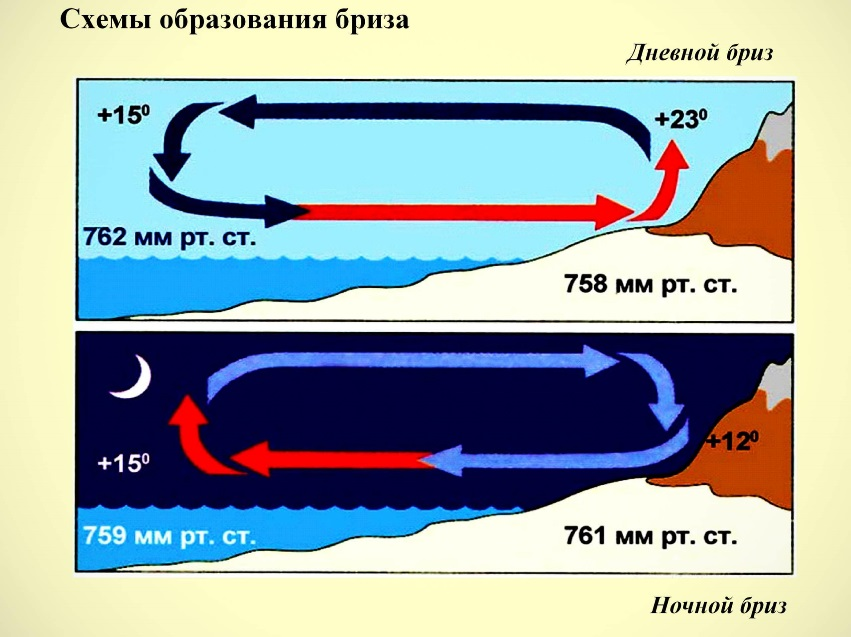 Схемы образования бриза
Дневной бриз
+15⁰
+23⁰
762 мм рт. ст.
758 мм рт. ст.
+15⁰
+12⁰
759 мм рт. ст.
761 мм рт. ст.
Ночной бриз